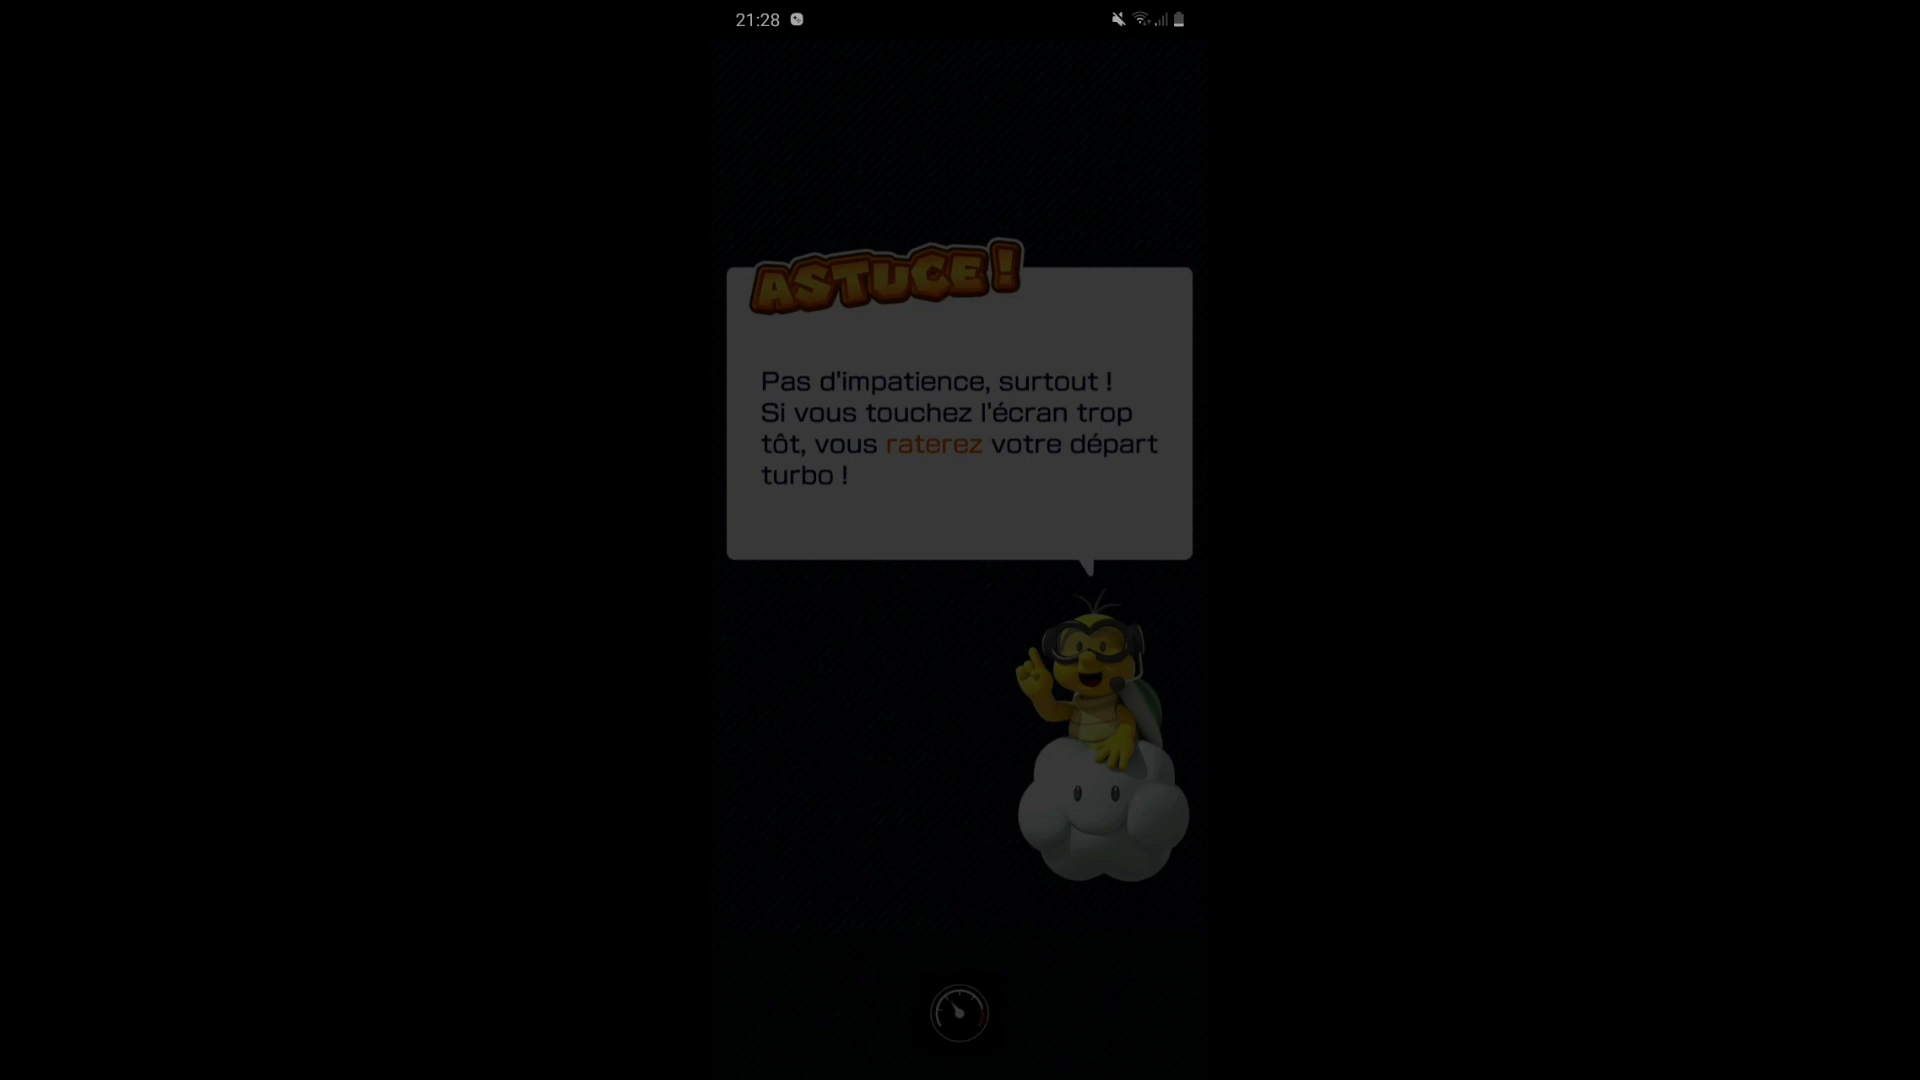 21:28
ASTUCE !
Pas d'impatience, surtout !
Si vous touchez l'écran trop
tôt, vous raterez votre départ
turbo !